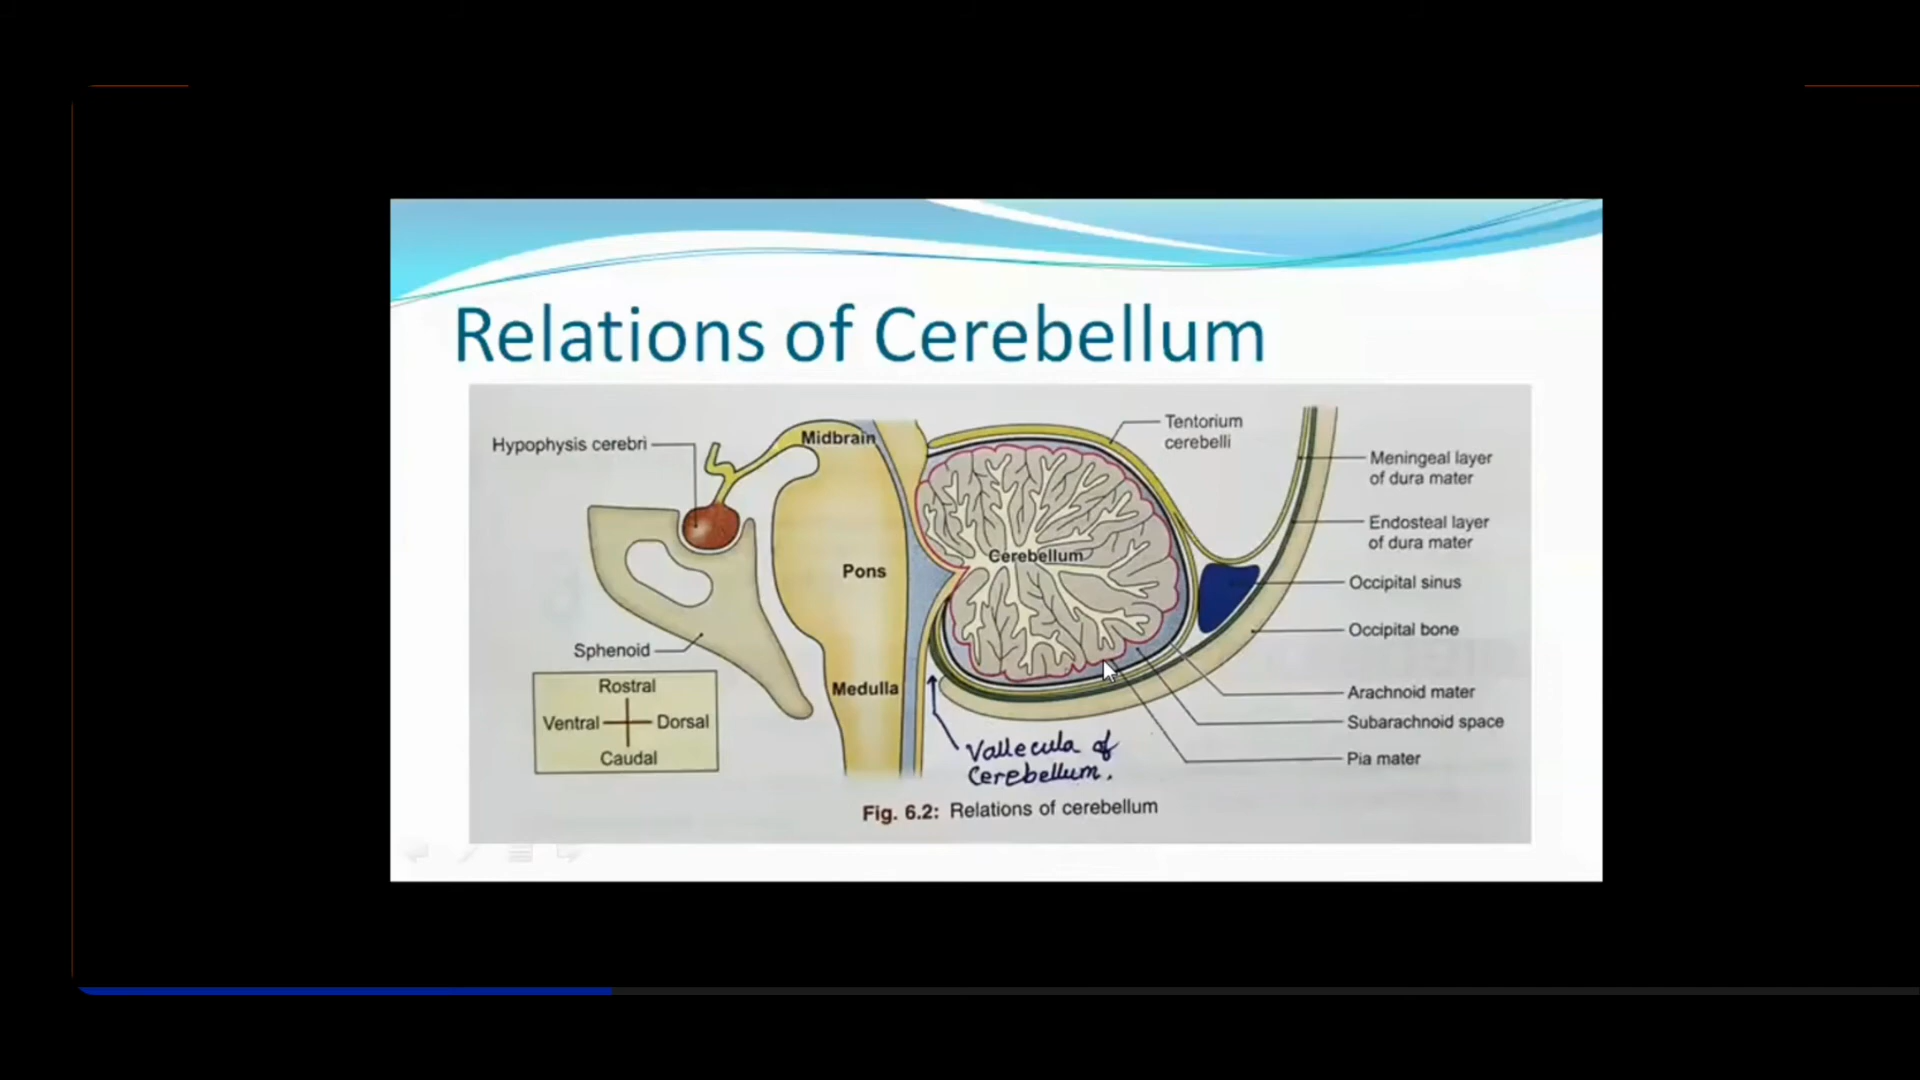 Relations of Cerebellum
Hypophysis cerebri
Midbrain
Tentorium
cerebelli
Meningeal layer
of dura mater
Endosteal layer
of dura mater
Cerebellum
Pons
Occipital sinus
Occipital bone
Sphenoid
Rostral
Ventral
Dorsal
Caudal
Medulla
Arachnoid mater
Subarachnoid space
Pia mater
Vallecula of
Cerebellum.
Fig. 6.2: Relations of cerebellum